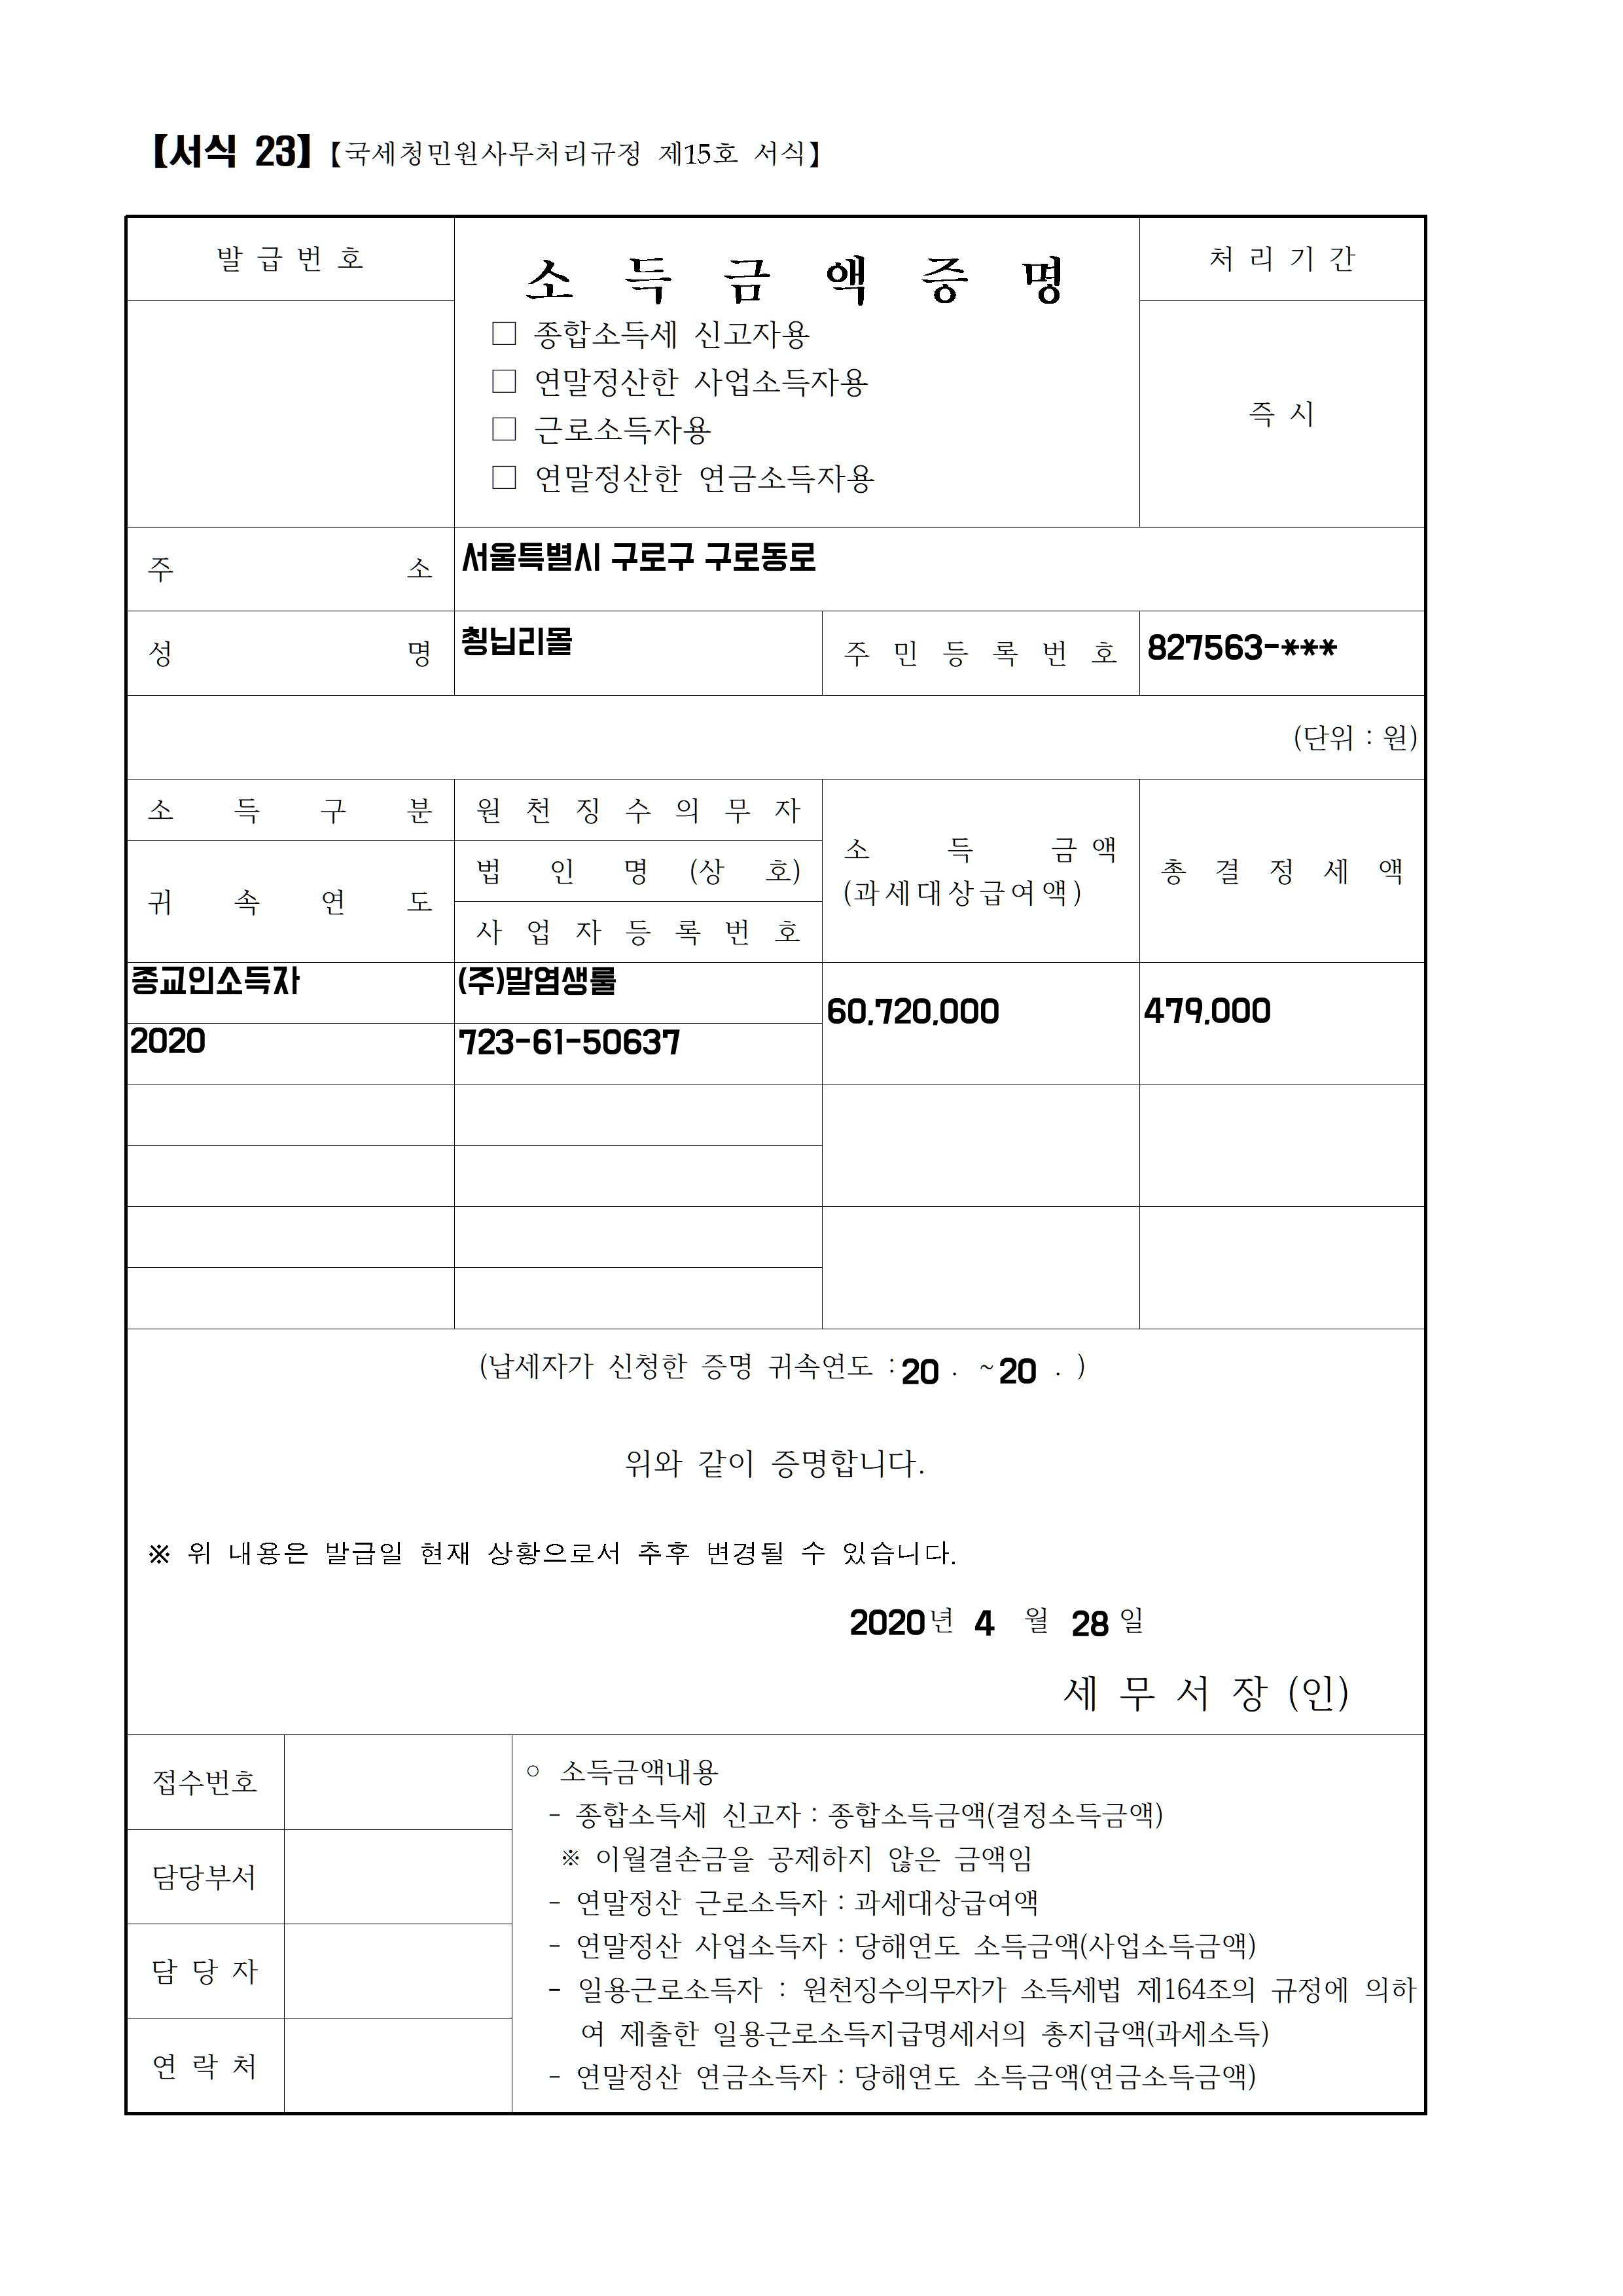 【서식 23】【국세청민원사무처리규정 제15호 서식】
발 급 번 호
소 득 금 액 증 명
처 리 기 간
□ 종합소득세 신고자용
□ 연말정산한 사업소득자용
□ 근로소득자용
□ 연말정산한 연금소득자용
즉 시
주 소 서울특별시 구로구 구로동로
성 명 칭닙리몰 주 민 등 록 번 호 827563-***
(단위 : 원)
소 득 구 분 원 천 징 수 의 무 자
귀 속 연 도
법 인 명 (상 호)
사 업 자 등 록 번 호
소 득 금 액
(과세대상급여액)
총 결 정 세 액
종교인소득자 (주)말염생룰
60,720,000 479,000
2020 723-61-50637
(납세자가 신청한 증명 귀속연도 : 20 . ~ 20 . )
위와 같이 증명합니다.
※ 위 내용은 발급일 현재 상황으로서 추후 변경될 수 있습니다.
2020년 4 월 28 일
세 무 서 장 (인)
접수번호
담당부서
담 당 자
연 락 처
○ 소득금액내용
- 종합소득세 신고자 : 종합소득금액(결정소득금액)
※ 이월결손금을 공제하지 않은 금액임
- 연말정산 근로소득자 : 과세대상급여액
- 연말정산 사업소득자 : 당해연도 소득금액(사업소득금액)
- 일용근로소득자 : 원천징수의무자가 소득세법 제164조의 규정에 의하
여 제출한 일용근로소득지급명세서의 총지급액(과세소득)
- 연말정산 연금소득자 : 당해연도 소득금액(연금소득금액)